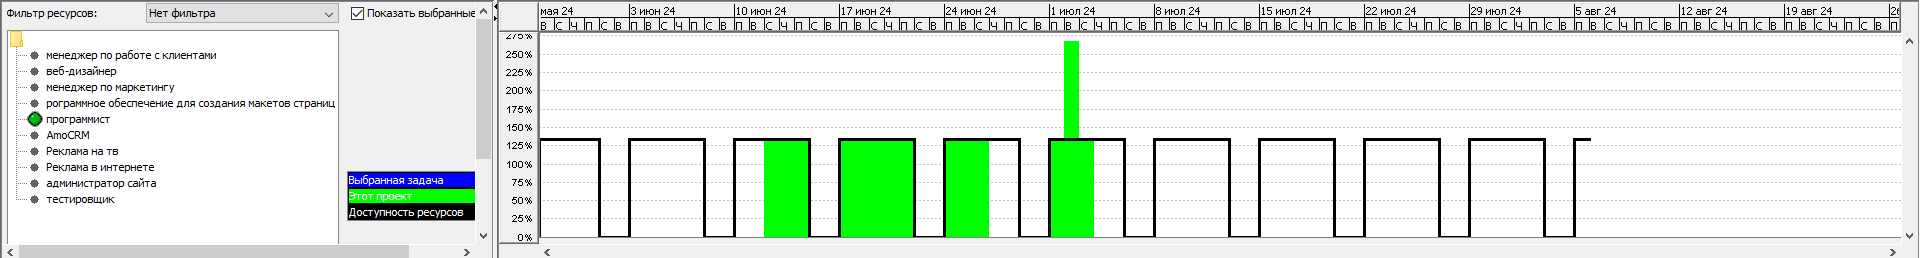 Фильтр ресурсов: Нет фильтра Показать выбранные
менеджер по работе с клиентами
веб-дизайнер
менеджер по маркетингу
рограммное обеспечение для создания макетов страниц
программист
AmoCRM
Реклама на тв
Реклама в интернете
администратор сайта
тестировщик
Выбранная задача
Этот проект
Доступность ресурсов
мая 24 3 июн 24 10 июн 24 17 июн 24 24 июн 24 1 июл 24 8 июл 24 15 июл 24 22 июл 24 29 июл 24 5 авг 24 12 авг 24 19 авг 24 26
В С Ч П С В П В С Ч П С В П В С Ч П С В П В С Ч П С В П В С Ч П С В П В С Ч П С В П В С Ч П С В П В С Ч П С В П В С Ч П С В П В С Ч П С В П В С Ч П С В П В С Ч П С В П В С Ч П С В П
275%
250%
225%
200%
175%
150%
125%
100%
75%
50%
25%
0%